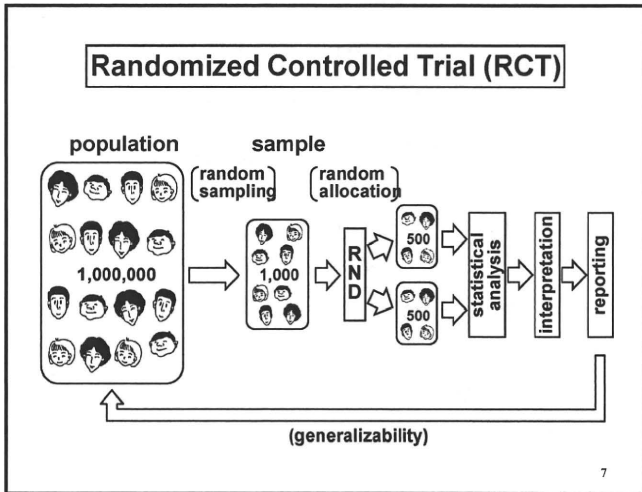 Randomized Controlled Trial (RCT)
population
sample
(random sampling)
(random allocation)
1,000,000
1,000
RND
500
500
statistical analysis
interpretation
reporting
(generalizability)
7